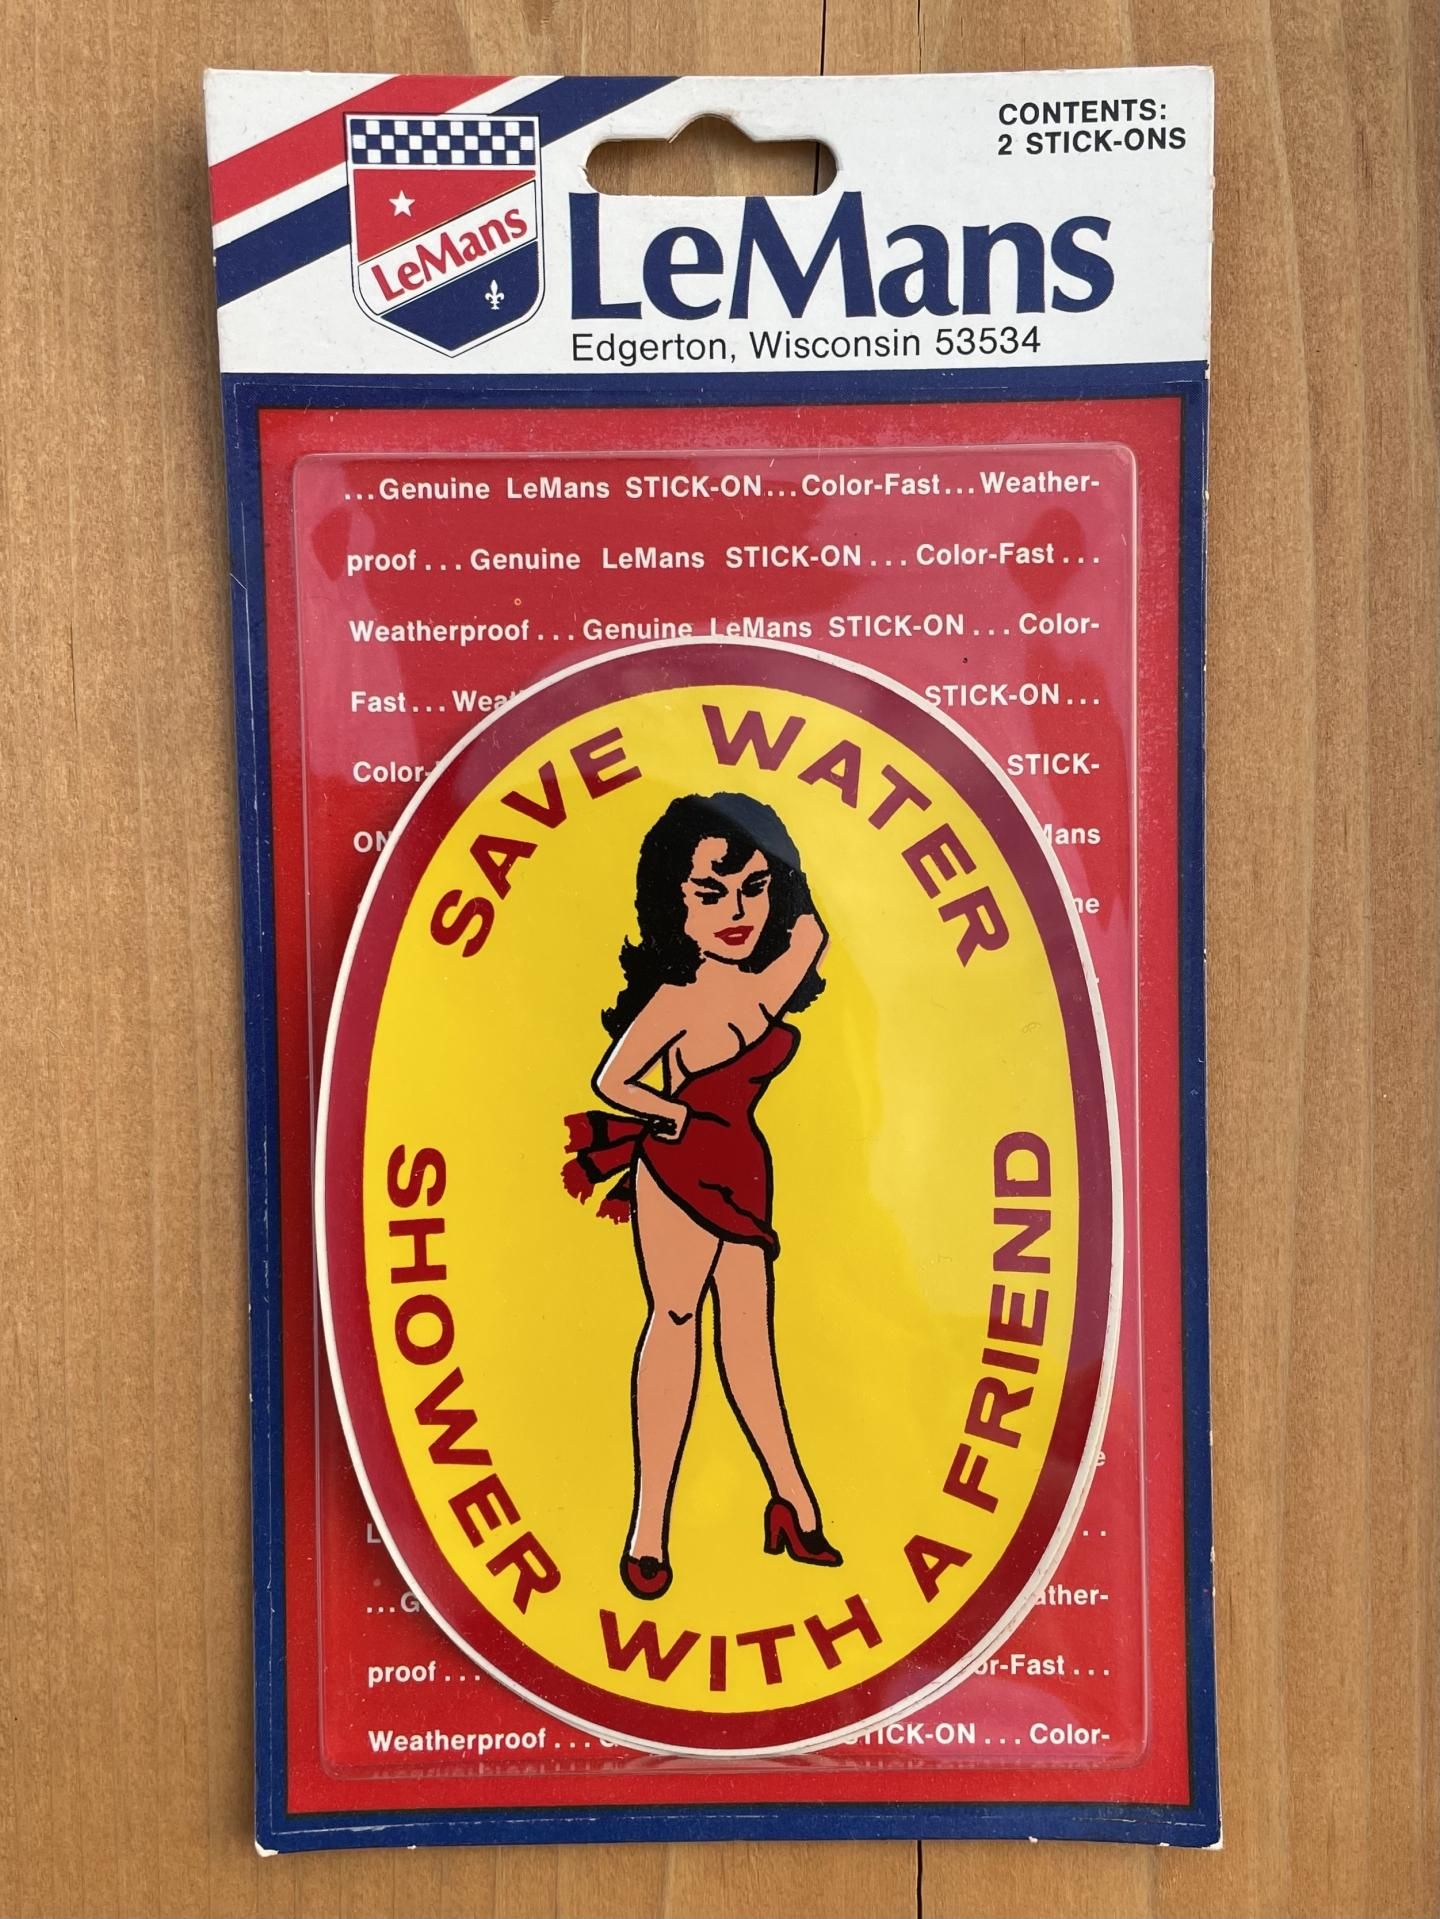 CONTENTS:
2 STICK-ONS
LeMans
LeMans
Edgerton, Wisconsin 53534
...Genuine LeMans STICK-ON...Color-Fast...Weather-
proof... Genuine LeMans STICK-ON... Color-Fast...
Weatherproof... Genuine LeMans STICK-ON... Color-
Fast... STICK-ON...
Color- STICK-
ON
SAVE WATER
SHOWER WITH A FRIEND
proof... -Fast...
Weatherproof... STICK-ON... Color-